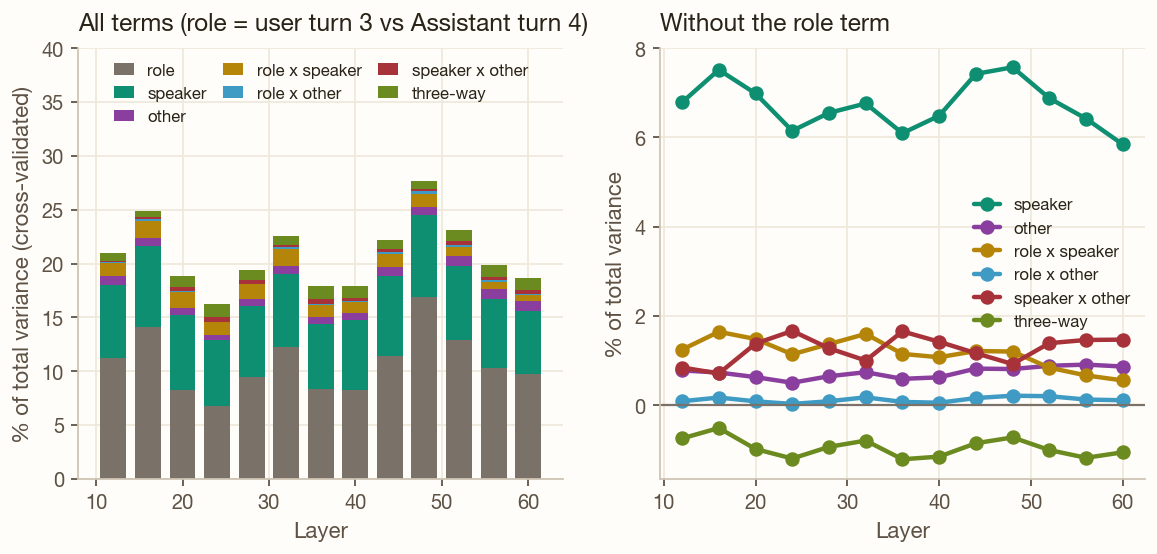 All terms (role = user turn 3 vs Assistant turn 4)
40
35
30
25
20
15
10
5
0
% of total variance (cross-validated)
role
speaker
other
role x speaker
role x other
speaker x other
three-way
10
20
30
40
50
60
Layer
Without the role term
8
6
4
2
0
% of total variance
speaker
other
role x speaker
role x other
speaker x other
three-way
10
20
30
40
50
60
Layer